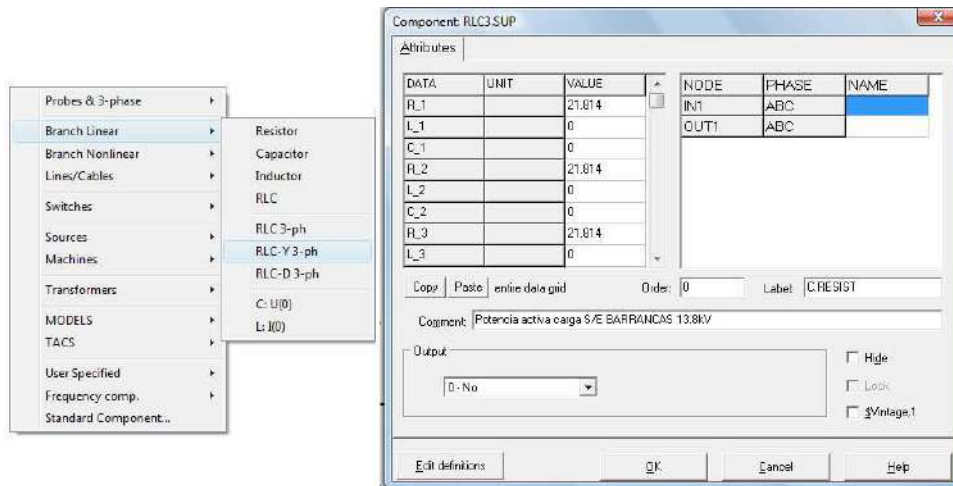 Probes & 3-phase
Branch Linear
Branch Nonlinear
Lines/Cables
Switches
Sources
Machines
Transformers
MODELS
TACS
User Specified
Frequency comp.
Standard Component...
Resistor
Capacitor
Inductor
RLC
RLC 3-ph
RLC-Y 3-ph
RLC-D 3-ph
C: U(0)
L: I(0)
Component: RLC3.SUP
Attributes
DATA UNIT VALUE
R_1 21.814
L_1 0
C_1 0
R_2 21.814
L_2 0
C_2 0
R_3 21.814
L_3 0
NODE PHASE NAME
IN1 ABC
OUT1 ABC
Copy Paste entire data grid Order: 0 Label: C.RESIST
Comment: Potencia activa carga S/E BARRANCAS 13.8kV
Output
0 - No
Hide
Lock
$Vintage,1
Edit definitions OK Cancel Help